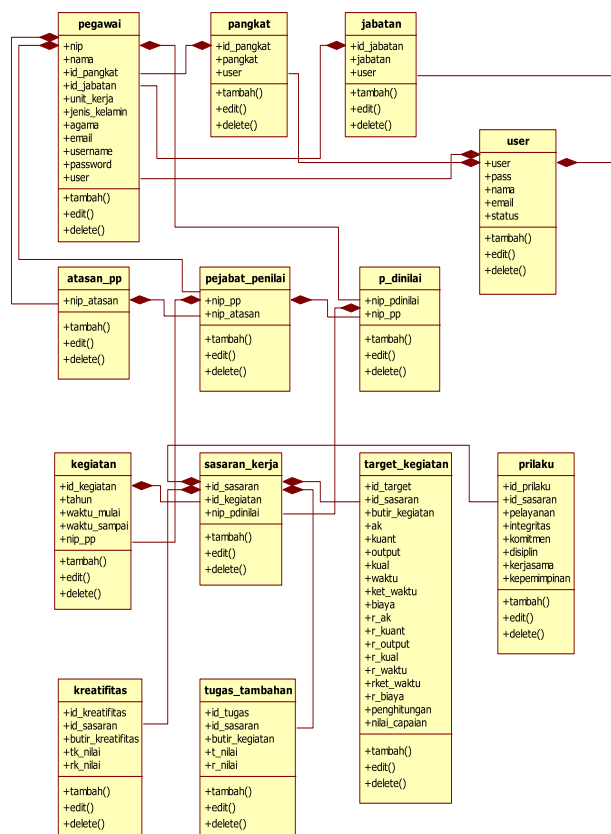 pegawai
+nip
+nama
+id_pangkat
+id_jabatan
+unit_kerja
+jenis_kelamin
+agama
+email
+username
+password
+user
+tambah()
+edit()
+delete()
pangkat
+id_pangkat
+pangkat
+user
+tambah()
+edit()
+delete()
jabatan
+id_jabatan
+jabatan
+user
+tambah()
+edit()
+delete()
user
+user
+pass
+nama
+email
+status
+tambah()
+edit()
+delete()
atasan_pp
+nip_atasan
+tambah()
+edit()
+delete()
pejabat_penilai
+nip_pp
+nip_atasan
+tambah()
+edit()
+delete()
p_dinilai
+nip_pdinilai
+nip_pp
+tambah()
+edit()
+delete()
kegiatan
+id_kegiatan
+tahun
+waktu_mulai
+waktu_sampai
+nip_pp
+tambah()
+edit()
+delete()
sasaran_kerja
+id_sasaran
+id_kegiatan
+nip_pdinilai
+tambah()
+edit()
+delete()
target_kegiatan
+id_target
+id_sasaran
+butir_kegiatan
+ak
+kuant
+output
+kual
+waktu
+ket_waktu
+biaya
+r_ak
+r_kuant
+r_output
+r_kual
+r_waktu
+rket_waktu
+r_biaya
+penghitungan
+nilai_capaian
+tambah()
+edit()
+delete()
prilaku
+id_prilaku
+id_sasaran
+pelayanan
+integritas
+komitmen
+disiplin
+kerjasama
+kepemimpinan
+tambah()
+edit()
+delete()
kreatifitas
+id_kreatifitas
+id_sasaran
+butir_kreatifitas
+tk_nilai
+rk_nilai
+tambah()
+edit()
+delete()
tugas_tambahan
+id_tugas
+id_sasaran
+butir_kegiatan
+t_nilai
+r_nilai
+tambah()
+edit()
+delete()